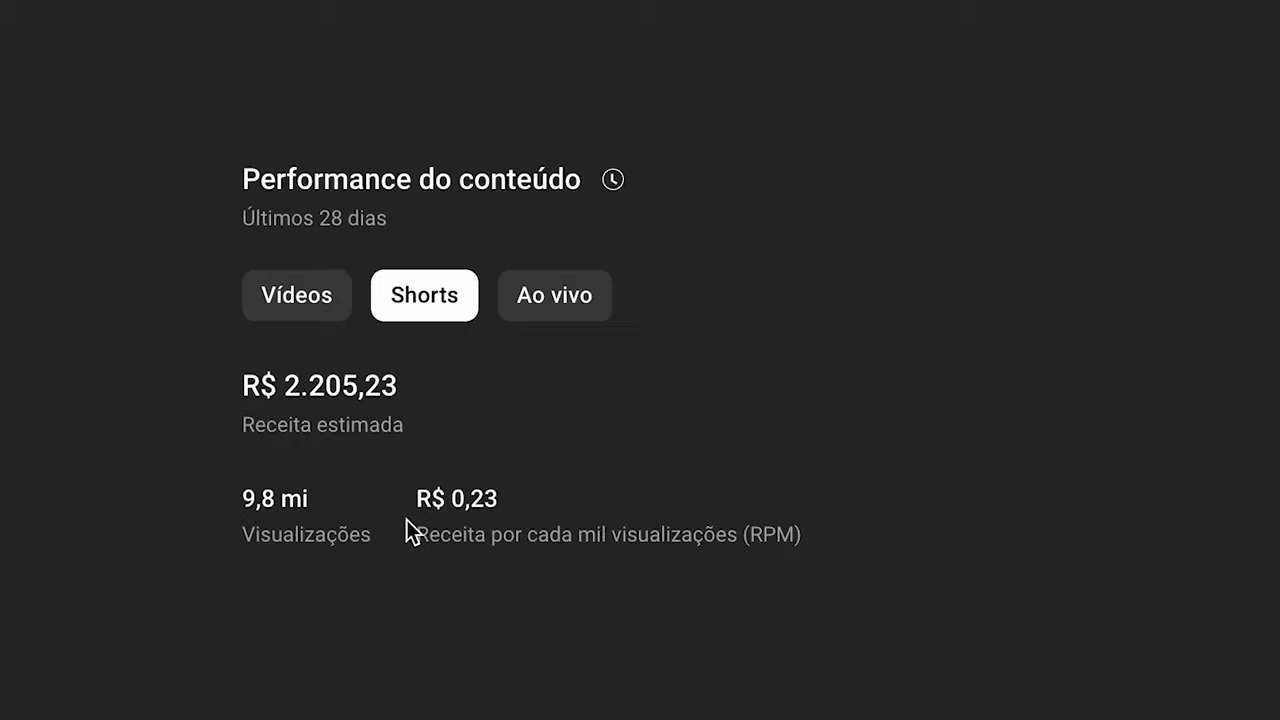 Performance do conteúdo
Últimos 28 dias
Vídeos Shorts Ao vivo
R$ 2.205,23
Receita estimada
9,8 mi R$ 0,23
Visualizações Receita por cada mil visualizações (RPM)